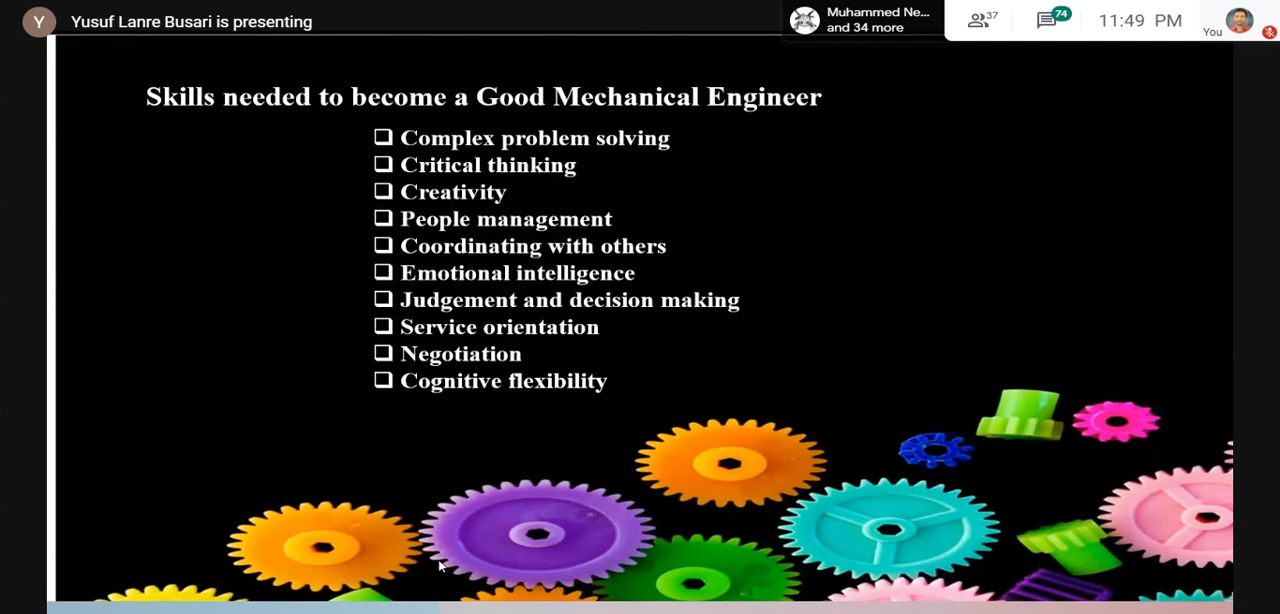 Y
Yusuf Lanre Busari is presenting
Muhammed Ne...
and 34 more
37
74
11:49 PM
You
Skills needed to become a Good Mechanical Engineer
❑ Complex problem solving
❑ Critical thinking
❑ Creativity
❑ People management
❑ Coordinating with others
❑ Emotional intelligence
❑ Judgement and decision making
❑ Service orientation
❑ Negotiation
❑ Cognitive flexibility